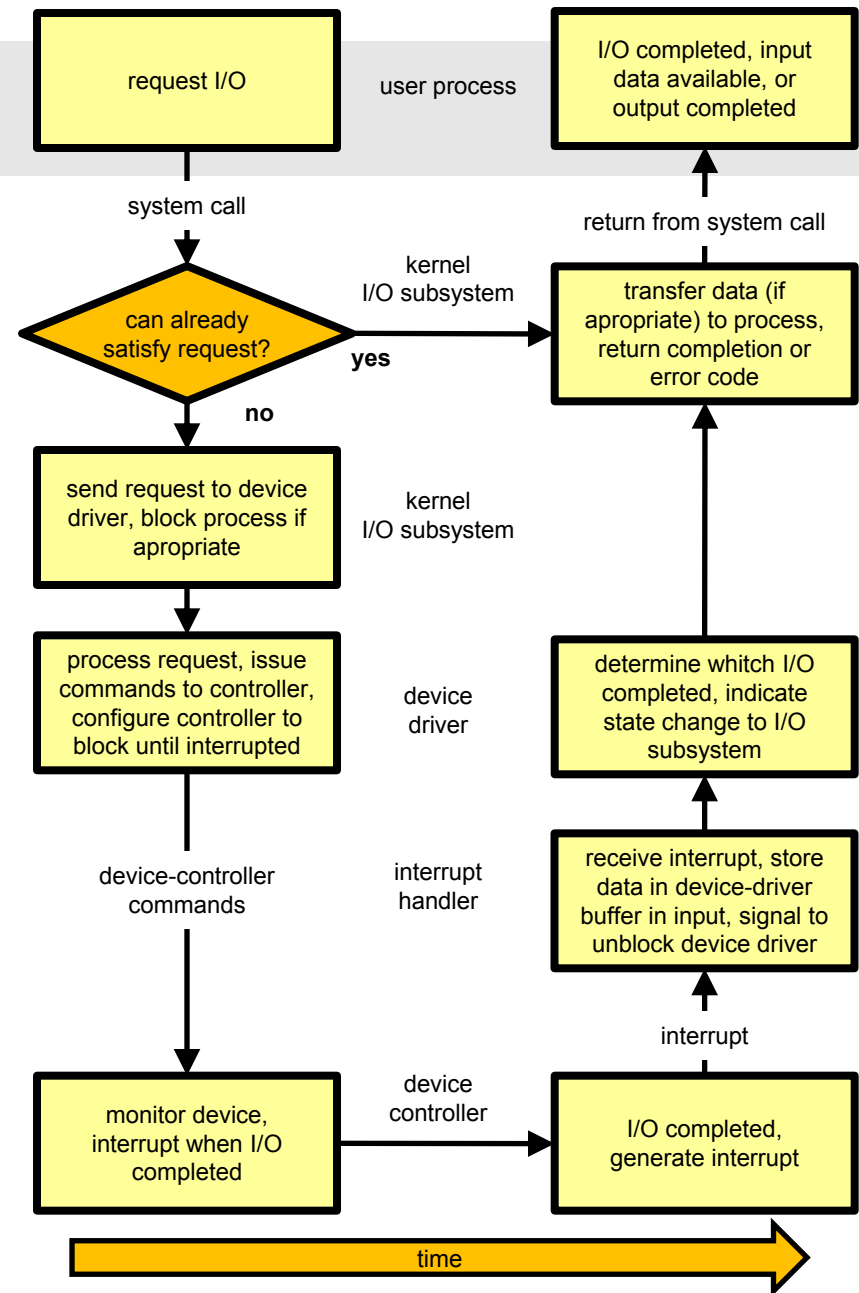 request I/O
user process
I/O completed, input
data available, or
output completed
system call
return from system call
kernel
I/O subsystem
can already
satisfy request?
yes
no
transfer data (if
apropriate) to process,
return completion or
error code
send request to device
driver, block process if
apropriate
kernel
I/O subsystem
process request, issue
commands to controller,
configure controller to
block until interrupted
device
driver
determine whitch I/O
completed, indicate
state change to I/O
subsystem
device-controller
commands
interrupt
handler
receive interrupt, store
data in device-driver
buffer in input, signal to
unblock device driver
interrupt
monitor device,
interrupt when I/O
completed
device
controller
I/O completed,
generate interrupt
time